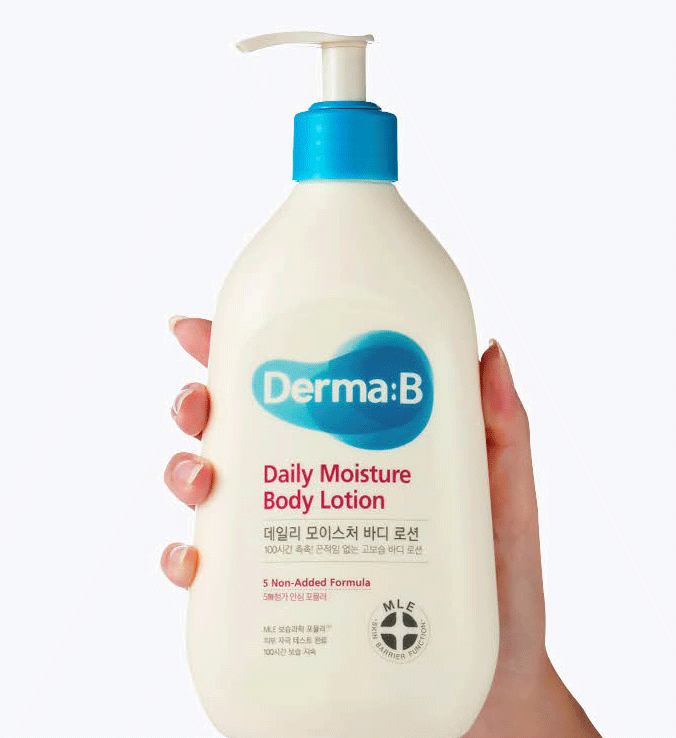 Derma:B
Daily Moisture
Body Lotion
데일리 모이스처 바디 로션
100시간 촉촉! 끈적임 없는 고보습 바디 로션
5 Non-Added Formula
5無첨가 안심 포뮬러
MLE 보습과학 포뮬러
피부 자극 테스트 완료
100시간 보습 지속
MLE
SKIN BARRIER FUNCTION